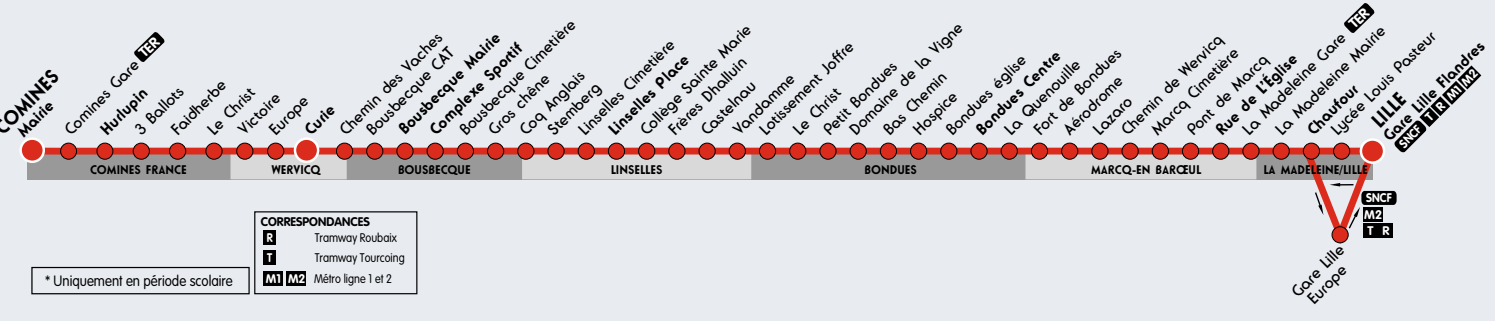 COMINES
Mairie
Comines Gare TER
Hurlupin
3 Ballots
Faidherbe
Le Christ
Victoire
Europe
Curie
Chemin des Vaches
Bousbecque CAT
Bousbecque Mairie
Complexe Sportif
Bousbecque Cimetière
Gros chêne
Coq Anglais
Stemberg
Linselles Cimetière
Linselles Place
Collège Sainte Marie
Frères Dhalluin
Castelnau
Vandamme
Lotissement Joffre
Le Christ
Petit Bondues
Domaine de la Vigne
Bas Chemin
Hospice
Bondues église
Bondues Centre
La Quenouille
Fort de Bondues
Aérodrome
Lazaro
Chemin de Wervicq
Marcq Cimetière
Pont de Marcq
Rue de L'Église
La Madeleine Gare TER
La Madeleine Mairie
Chaufour
Lycée Louis Pasteur
LILLE
Gare Lille Flandres
SNCF T R M1 M2
COMINES FRANCE
WERVICQ
BOUSBECQUE
LINSELLES
BONDUES
MARCQ-EN BARŒUL
LA MADELEINE/LILLE
SNCF
M2
T R
Gare Lille
Europe
CORRESPONDANCES
R Tramway Roubaix
T Tramway Tourcoing
M1 M2 Métro ligne 1 et 2
* Uniquement en période scolaire